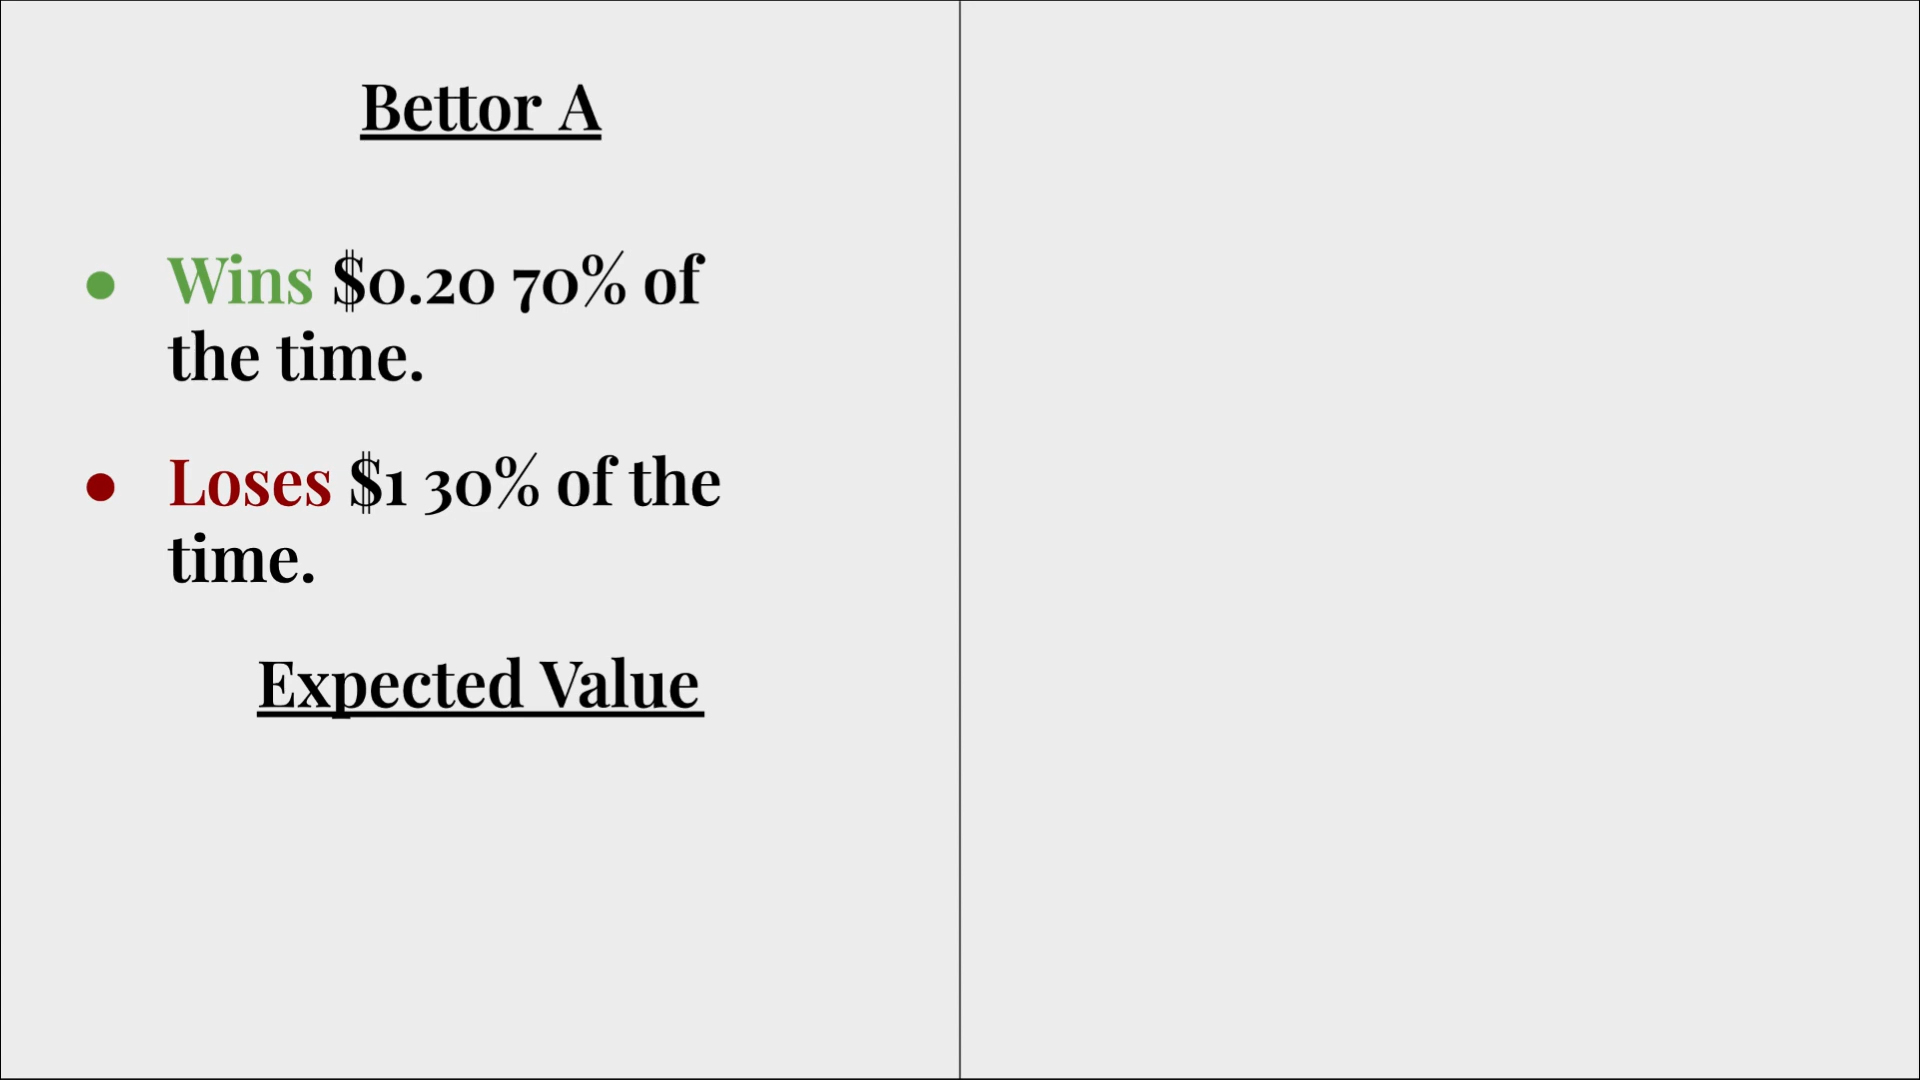 Bettor A
● Wins $0.20 70% of
the time.
● Loses $1 30% of the
time.
Expected Value